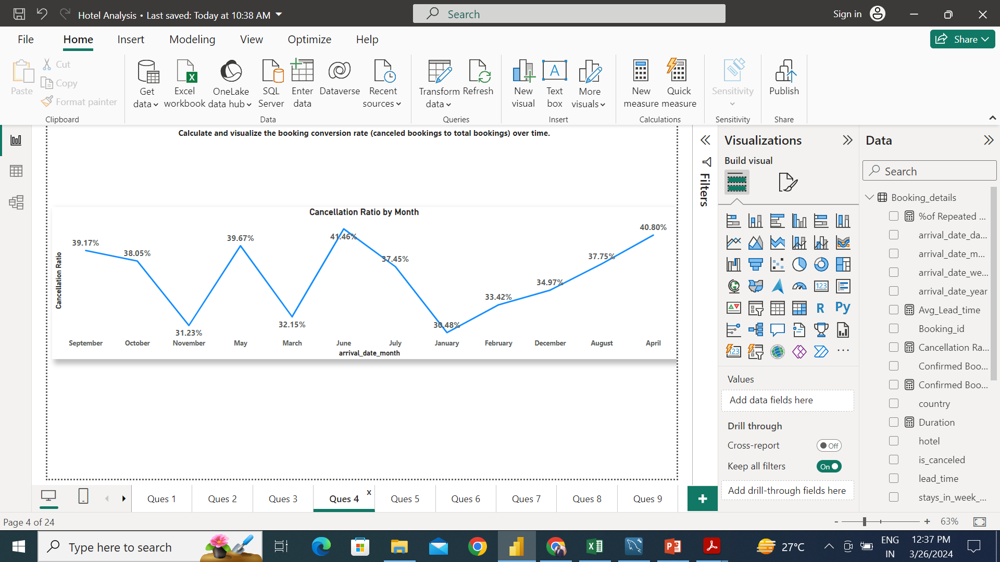 Hotel Analysis • Last saved: Today at 10:38 AM
Search
Sign in
File
Home
Insert
Modeling
View
Optimize
Help
Share
Paste
Cut
Copy
Format painter
Get data
Excel workbook
OneLake data hub
SQL Server
Enter data
Dataverse
Recent sources
Transform data
Refresh
New visual
Text box
More visuals
New measure
Quick measure
Sensitivity
Publish
Clipboard
Data
Queries
Insert
Calculations
Sensitivity
Share
Calculate and visualize the booking conversion rate (canceled bookings to total bookings) over time.
Cancellation Ratio by Month
Cancellation Ratio
39.17%
38.05%
31.23%
39.67%
32.15%
41.46%
37.45%
30.48%
33.42%
34.97%
37.75%
40.80%
September
October
November
May
March
June
July
January
February
December
August
April
arrival_date_month
Filters
Visualizations
Build visual
123
R
Py
123
Values
Add data fields here
Drill through
Cross-report
Off
Keep all filters
On
Add drill-through fields here
Data
Search
Booking_details
%of Repeated ...
arrival_date_da...
arrival_date_m...
arrival_date_we...
arrival_date_year
Avg_Lead_time
Booking_id
Cancellation Ra...
Confirmed Boo...
Confirmed Boo...
country
Duration
hotel
is_canceled
lead_time
stays_in_week_...
Ques 1
Ques 2
Ques 3
Ques 4
x
Ques 5
Ques 6
Ques 7
Ques 8
Ques 9
+
Page 4 of 24
- + 63%
Type here to search
27°C
ENG
IN
12:37 PM
3/26/2024